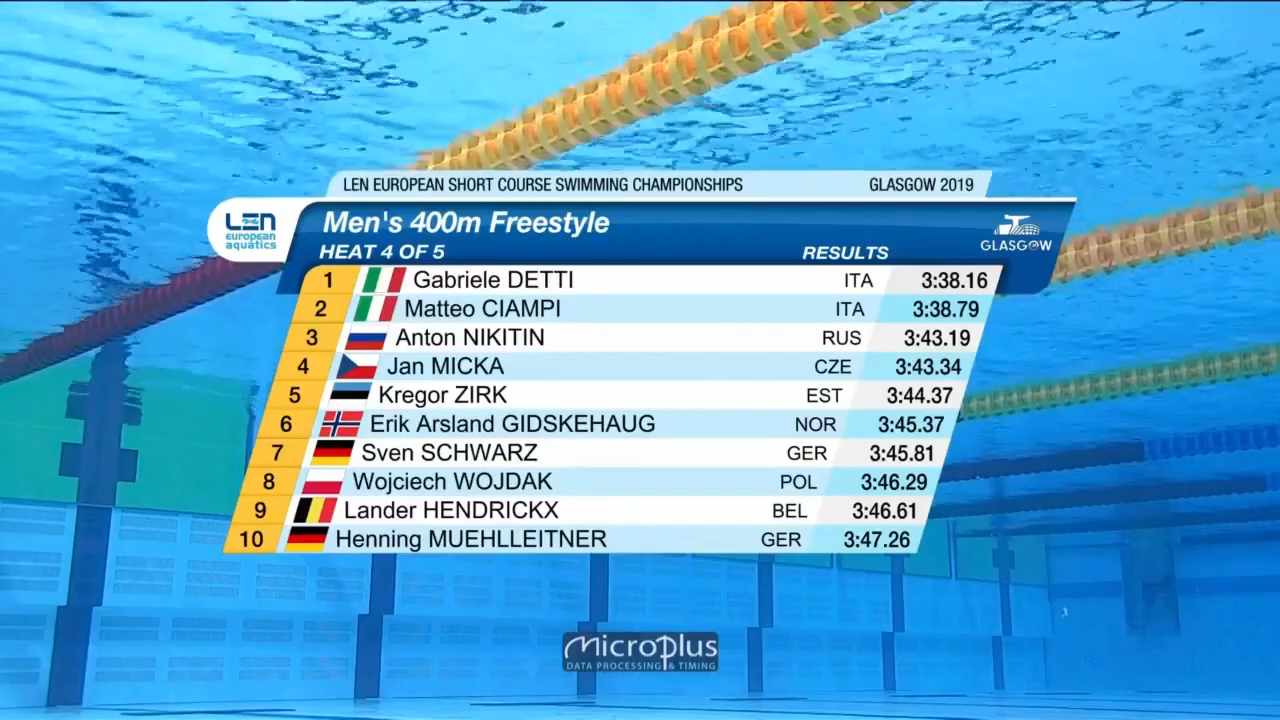 LEN EUROPEAN SHORT COURSE SWIMMING CHAMPIONSHIPS GLASGOW 2019
LEN
european
aquatics
Men's 400m Freestyle
GLASGOW
HEAT 4 OF 5 RESULTS
1 Gabriele DETTI ITA 3:38.16
2 Matteo CIAMPI ITA 3:38.79
3 Anton NIKITIN RUS 3:43.19
4 Jan MICKA CZE 3:43.34
5 Kregor ZIRK EST 3:44.37
6 Erik Arsland GIDSKEHAUG NOR 3:45.37
7 Sven SCHWARZ GER 3:45.81
8 Wojciech WOJDAK POL 3:46.29
9 Lander HENDRICKX BEL 3:46.61
10 Henning MUEHLLEITNER GER 3:47.26
MicroPlus
DATA PROCESSING & TIMING